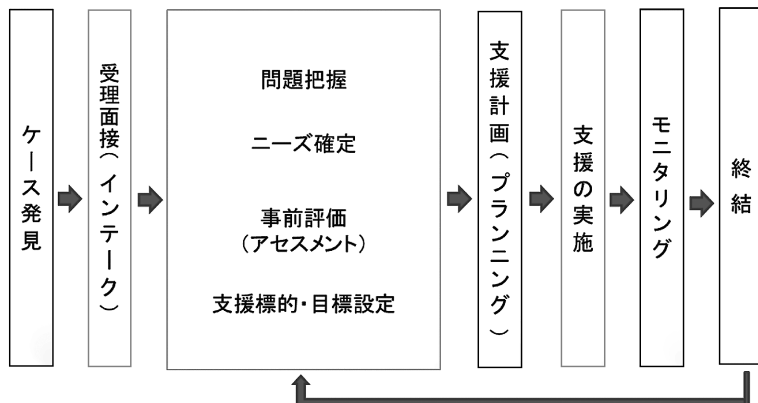 ケース発見
受理面接(インテーク)
問題把握
ニーズ確定
事前評価
(アセスメント)
支援標的・目標設定
支援計画(プランニング)
支援の実施
モニタリング
終結